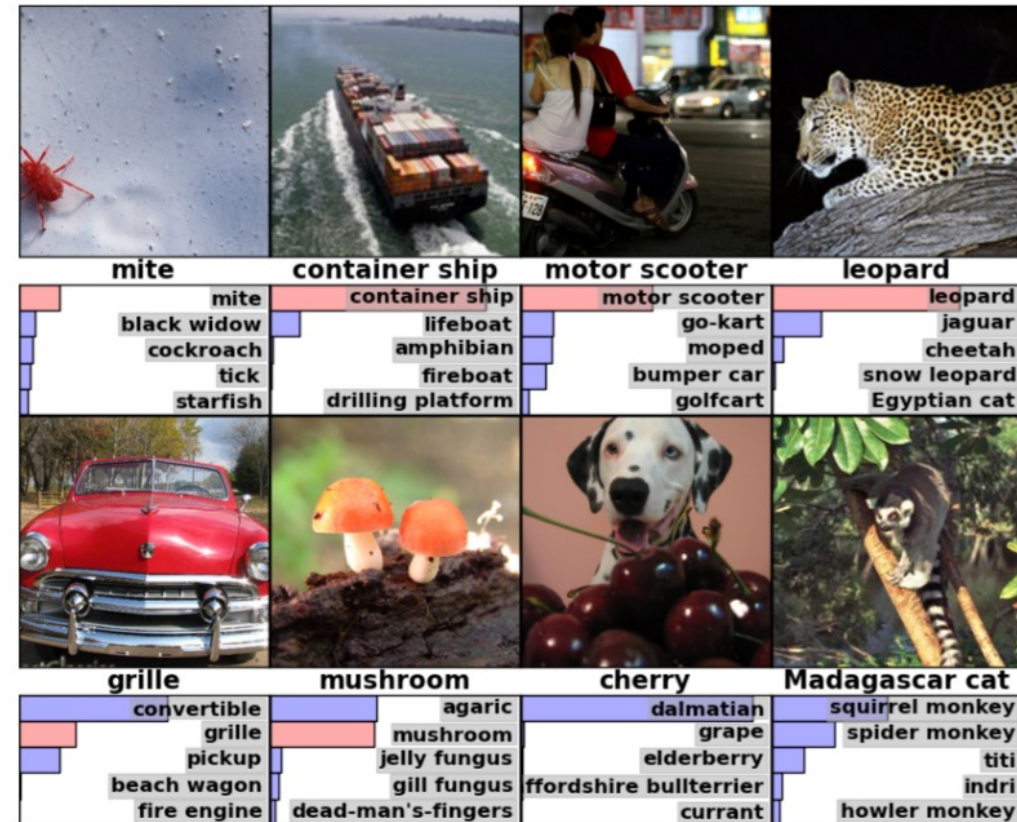 mite
container ship
motor scooter
leopard
mite
black widow
cockroach
tick
starfish
container ship
lifeboat
amphibian
fireboat
drilling platform
motor scooter
go-kart
moped
bumper car
golfcart
leopard
jaguar
cheetah
snow leopard
Egyptian cat
grille
mushroom
cherry
Madagascar cat
convertible
grille
pickup
beach wagon
fire engine
agaric
mushroom
jelly fungus
gill fungus
dead-man's-fingers
dalmatian
grape
elderberry
ffordshire bullterrier
currant
squirrel monkey
spider monkey
titi
indri
howler monkey